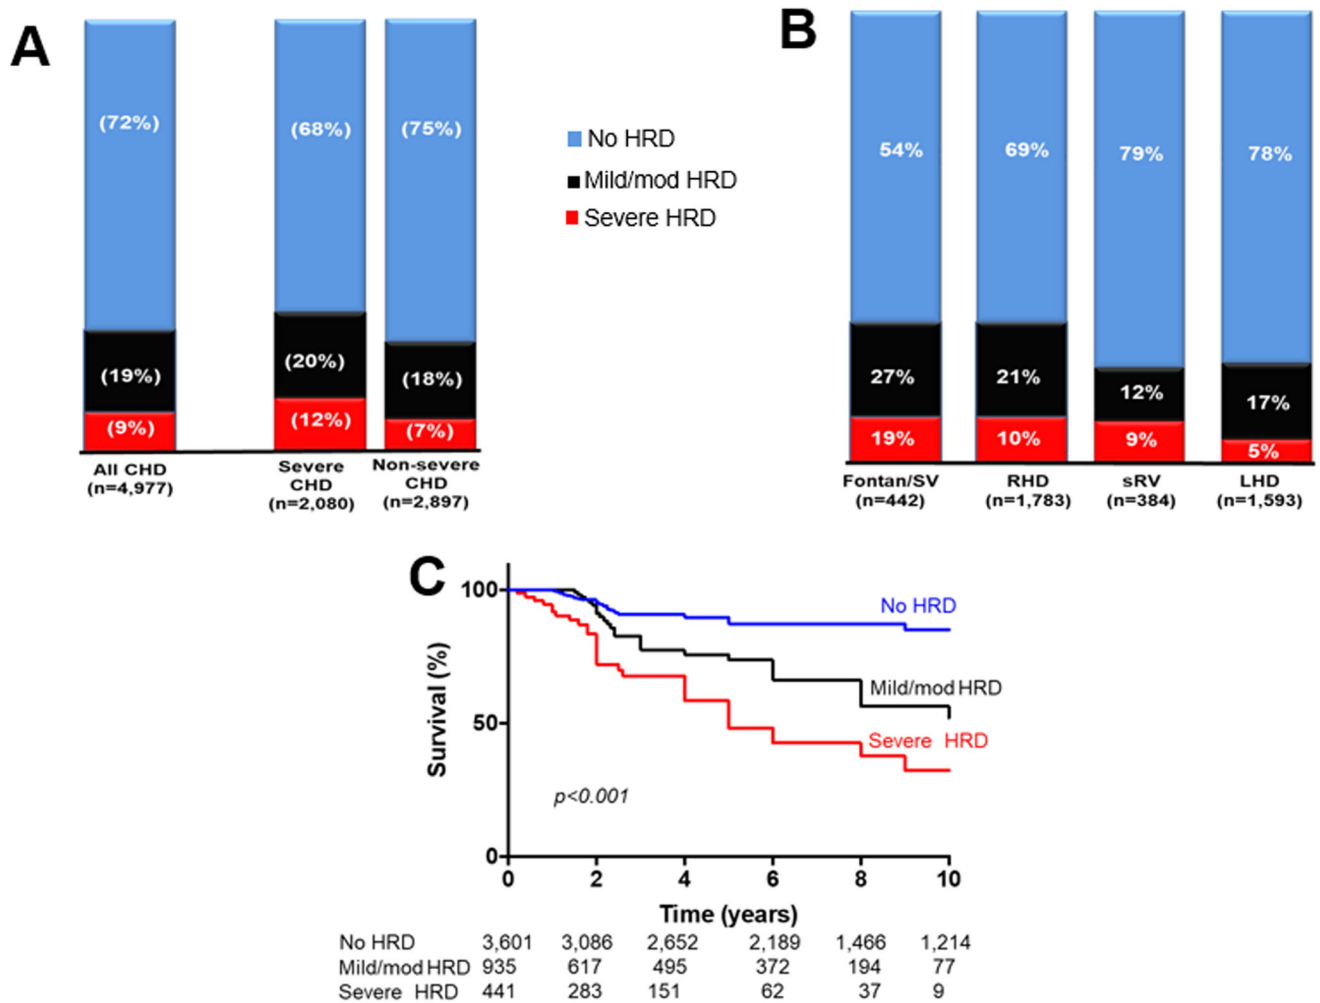 A
(72%)
(19%)
(9%)
(68%)
(20%)
(12%)
(75%)
(18%)
(7%)
All CHD
(n=4,977)
Severe
CHD
(n=2,080)
Non-severe
CHD
(n=2,897)
No HRD
Mild/mod HRD
Severe HRD
B
54%
27%
19%
69%
21%
10%
79%
12%
9%
78%
17%
5%
Fontan/SV
(n=442)
RHD
(n=1,783)
sRV
(n=384)
LHD
(n=1,593)
C
Survival (%)
100
50
0
No HRD
Mild/mod HRD
Severe HRD
p<0.001
0 2 4 6 8 10
Time (years)
No HRD 3,601 3,086 2,652 2,189 1,466 1,214
Mild/mod HRD 935 617 495 372 194 77
Severe HRD 441 283 151 62 37 9